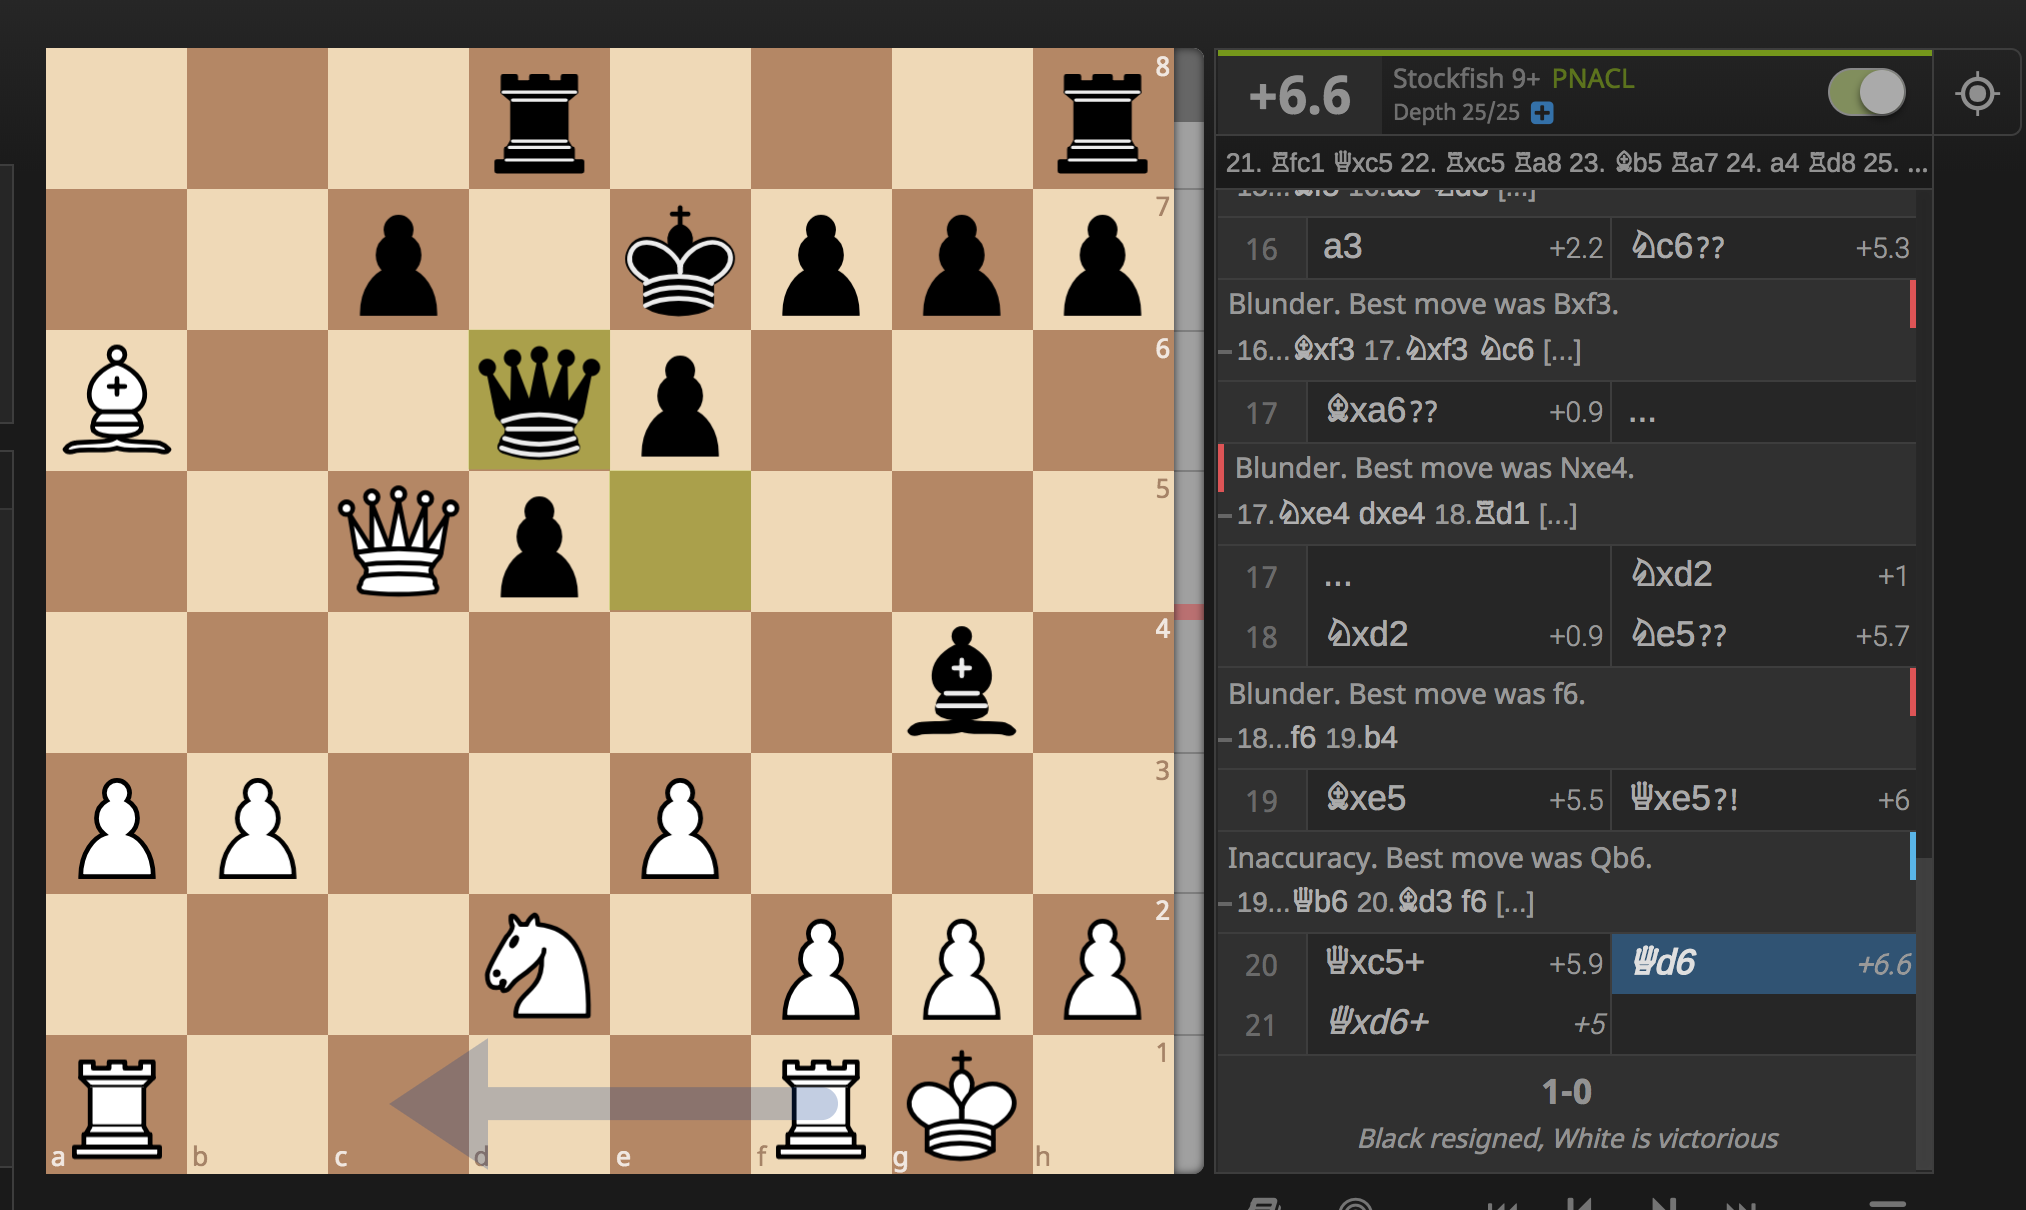 8
7
6
5
4
3
2
1
a b c d e f g h
+6.6 Stockfish 9+ PNACL
Depth 25/25 +
21. ♖fc1 ♕xc5 22. ♖xc5 ♖a8 23. ♗b5 ♖a7 24. a4 ♖d8 25. ...
16 a3 +2.2 ♘c6?? +5.3
Blunder. Best move was Bxf3.
16...♗xf3 17.♘xf3 ♘c6 [...]
17 ♗xa6?? +0.9 ...
Blunder. Best move was Nxe4.
17.♘xe4 dxe4 18.♖d1 [...]
17 ... ♘xd2 +1
18 ♘xd2 +0.9 ♘e5?? +5.7
Blunder. Best move was f6.
18...f6 19.b4
19 ♗xe5 +5.5 ♕xe5?! +6
Inaccuracy. Best move was Qb6.
19...♕b6 20.♗d3 f6 [...]
20 ♕xc5+ +5.9 ♕d6 +6.6
21 ♕xd6+ +5
1-0
Black resigned, White is victorious